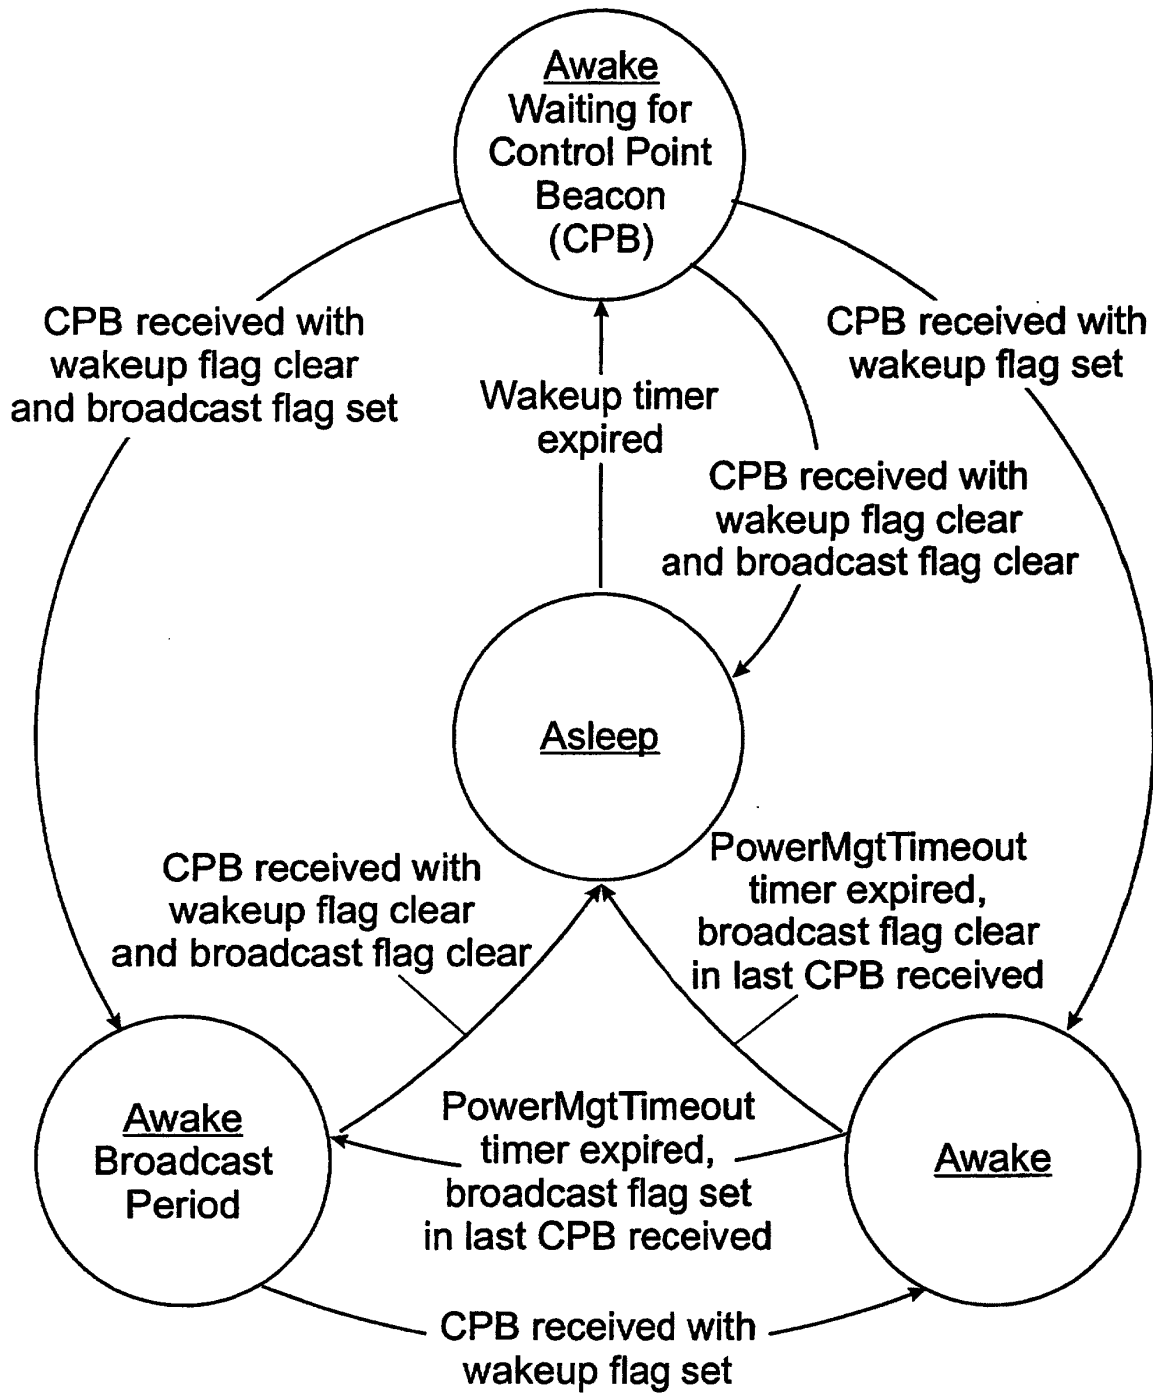 Awake
Waiting for
Control Point
Beacon
(CPB)
CPB received with
wakeup flag clear
and broadcast flag set
CPB received with
wakeup flag set
Wakeup timer
expired
CPB received with
wakeup flag clear
and broadcast flag clear
Asleep
CPB received with
wakeup flag clear
and broadcast flag clear
PowerMgtTimeout
timer expired,
broadcast flag clear
in last CPB received
Awake
Broadcast
Period
PowerMgtTimeout
timer expired,
broadcast flag set
in last CPB received
Awake
CPB received with
wakeup flag set